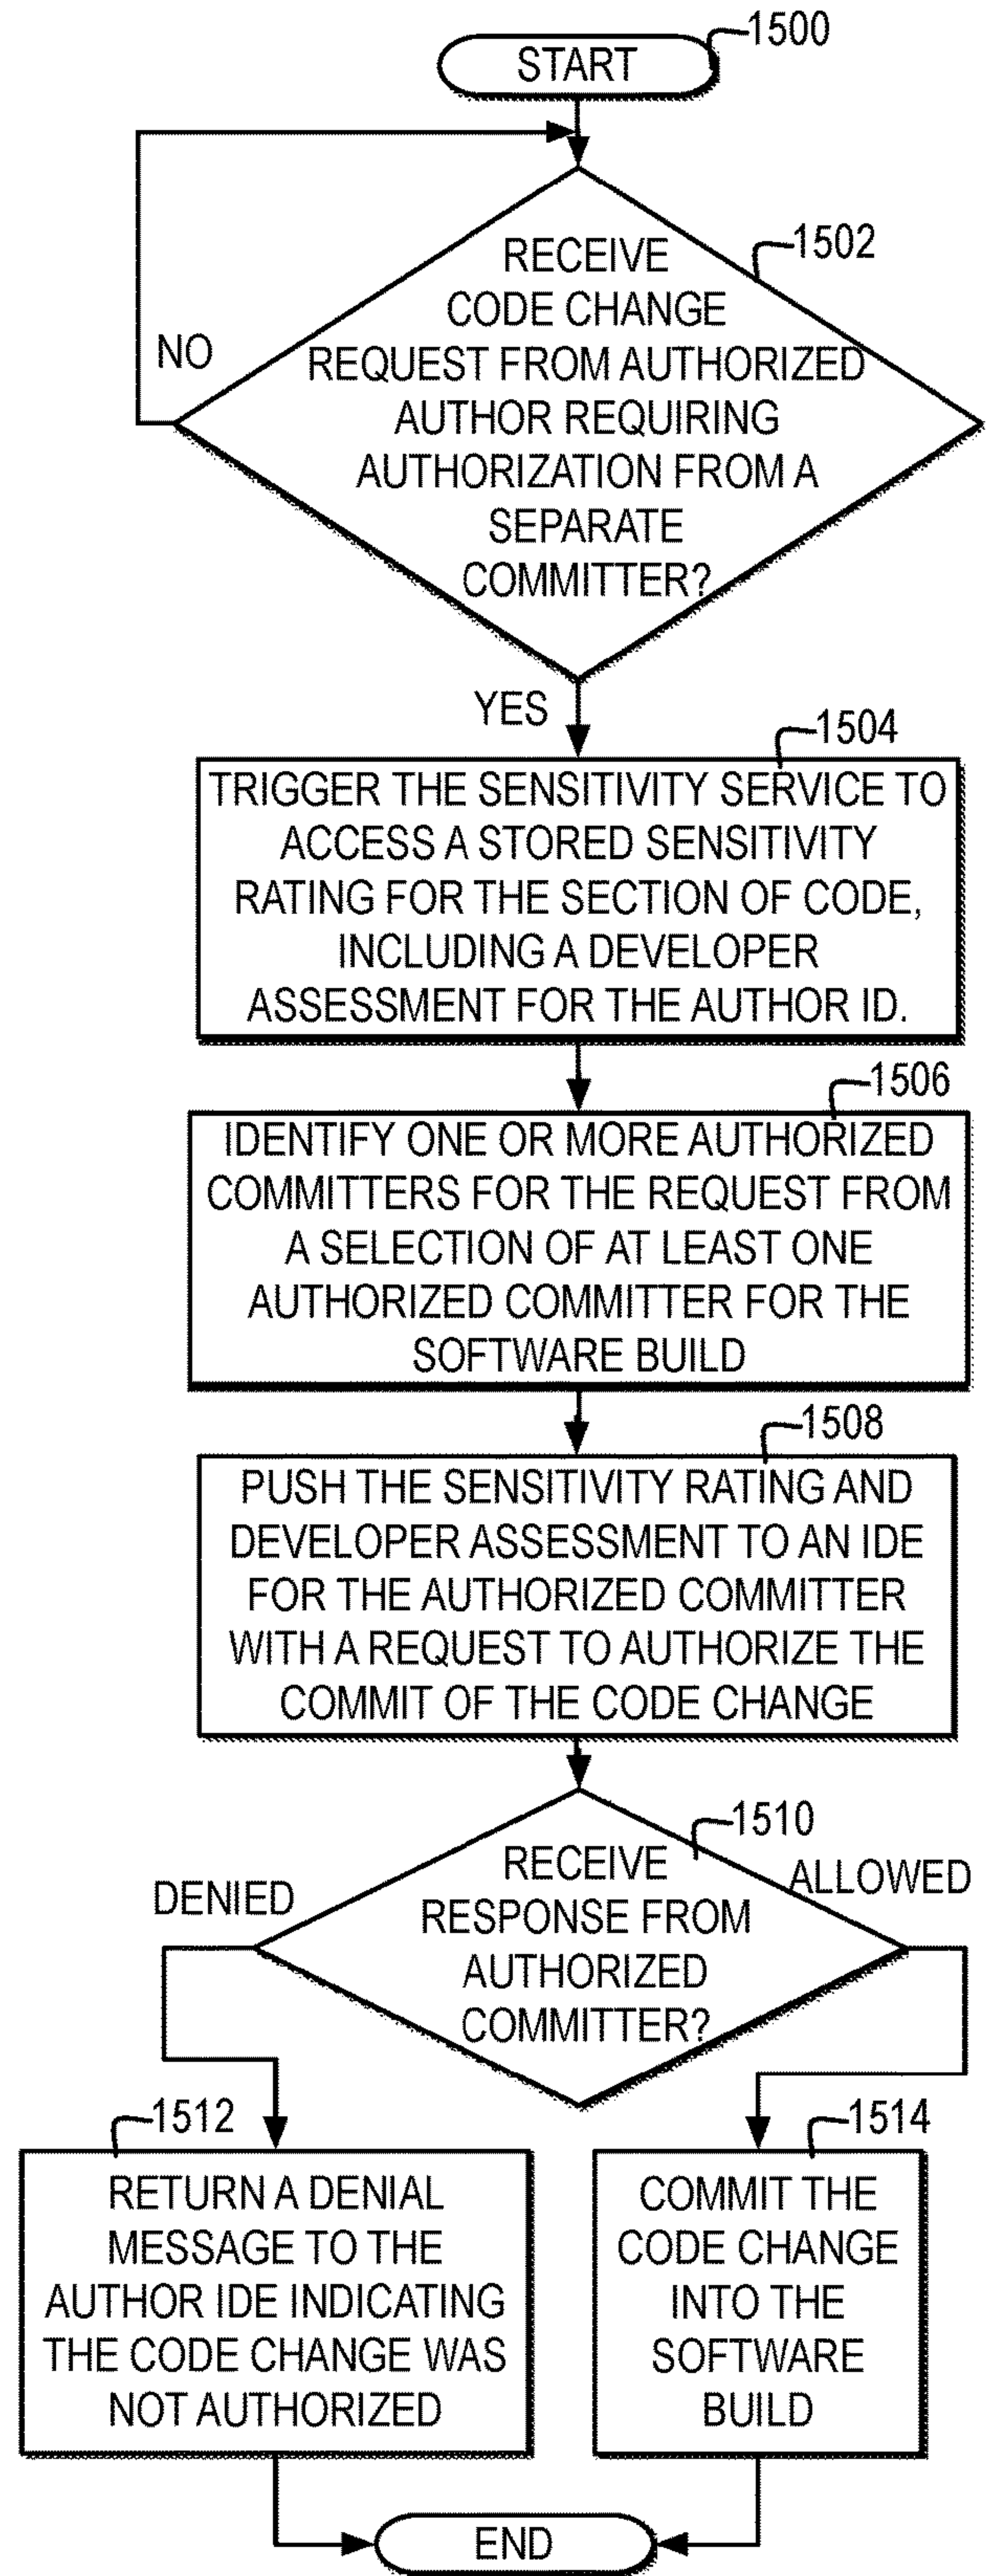 1500
START
1502
RECEIVE
CODE CHANGE
REQUEST FROM AUTHORIZED
AUTHOR REQUIRING
AUTHORIZATION FROM A
SEPARATE
COMMITTER?
NO
YES
1504
TRIGGER THE SENSITIVITY SERVICE TO
ACCESS A STORED SENSITIVITY
RATING FOR THE SECTION OF CODE,
INCLUDING A DEVELOPER
ASSESSMENT FOR THE AUTHOR ID.
1506
IDENTIFY ONE OR MORE AUTHORIZED
COMMITTERS FOR THE REQUEST FROM
A SELECTION OF AT LEAST ONE
AUTHORIZED COMMITTER FOR THE
SOFTWARE BUILD
1508
PUSH THE SENSITIVITY RATING AND
DEVELOPER ASSESSMENT TO AN IDE
FOR THE AUTHORIZED COMMITTER
WITH A REQUEST TO AUTHORIZE THE
COMMIT OF THE CODE CHANGE
1510
RECEIVE
RESPONSE FROM
AUTHORIZED
COMMITTER?
DENIED
ALLOWED
1512
RETURN A DENIAL
MESSAGE TO THE
AUTHOR IDE INDICATING
THE CODE CHANGE WAS
NOT AUTHORIZED
1514
COMMIT THE
CODE CHANGE
INTO THE
SOFTWARE
BUILD
END